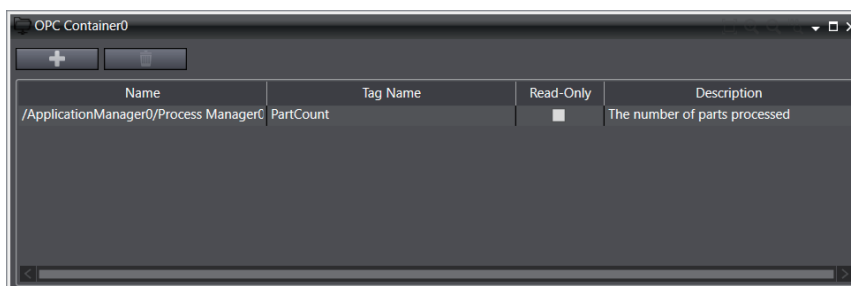 OPC Container0
Name Tag Name Read-Only Description
/ApplicationManager0/Process Manager0 PartCount The number of parts processed